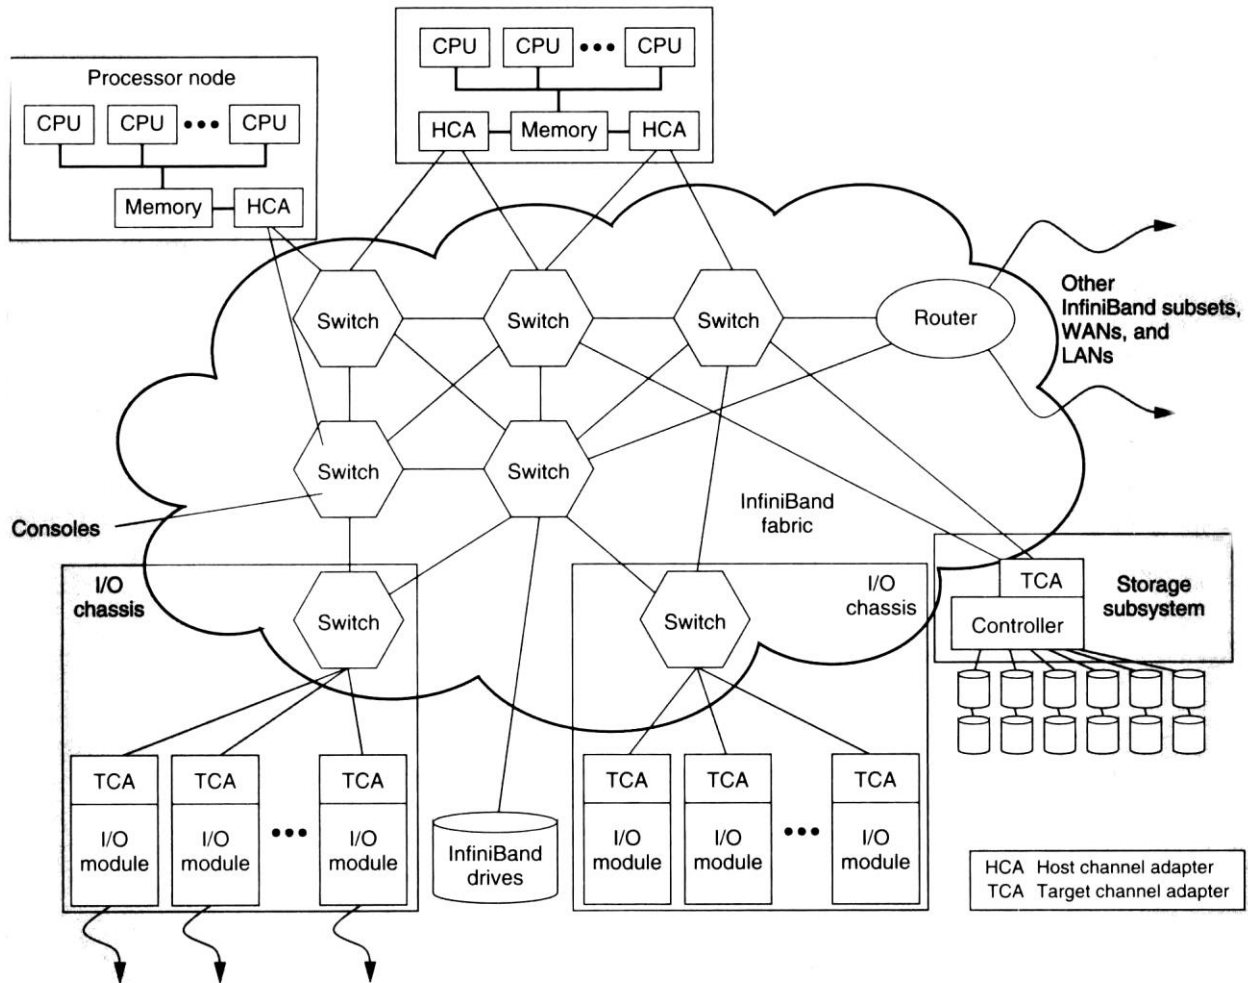 CPU CPU ••• CPU
HCA Memory HCA
Processor node
CPU CPU ••• CPU
Memory HCA
Switch Switch Switch Router
Other
InfiniBand subsets,
WANs, and
LANs
Switch Switch
Consoles
InfiniBand
fabric
I/O
chassis
Switch
I/O
chassis
Switch
TCA
Controller
Storage
subsystem
TCA TCA TCA
I/O
module
I/O
module
•••
I/O
module
InfiniBand
drives
TCA TCA TCA
I/O
module
I/O
module
•••
I/O
module
HCA Host channel adapter
TCA Target channel adapter